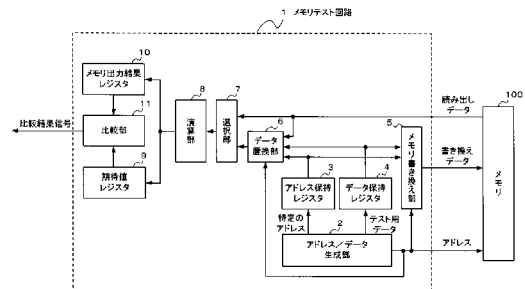 1 メモリテスト回路
10
メモリ出力結果
レジスタ
11
比較部
比較結果信号
9
期待値
レジスタ
8
演算部
7
選択部
6
データ
置換部
5
メモリ書き換え部
100
メモリ
読み出し
データ
書き換え
データ
アドレス
3
アドレス保持
レジスタ
4
データ保持
レジスタ
特定の
アドレス
テスト用
データ
2
アドレス/データ
生成部